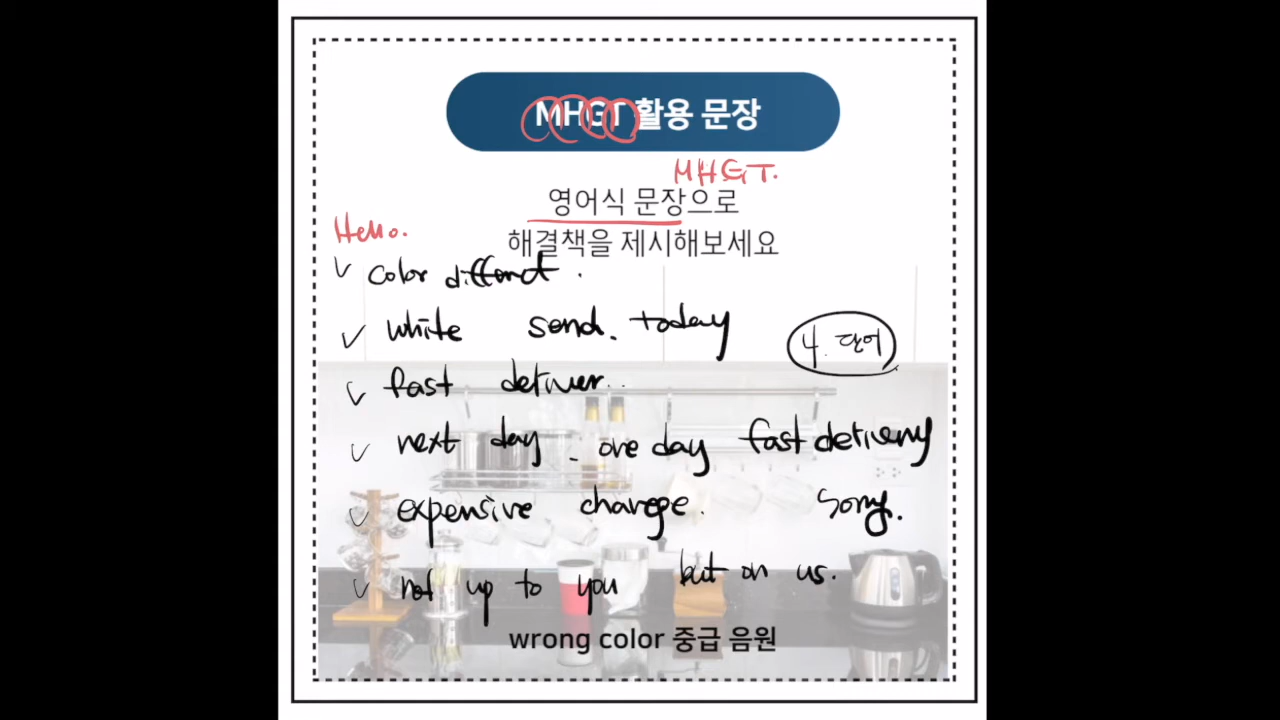 MHGT 활용 문장
MHGT.
영어식 문장으로
해결책을 제시해보세요
Hello.
color different.
white send. today
4. 단어
fast deliver..
next day - one day fast delivery
expensive charge. Sorry.
not up to you but on us.
wrong color 중급 음원